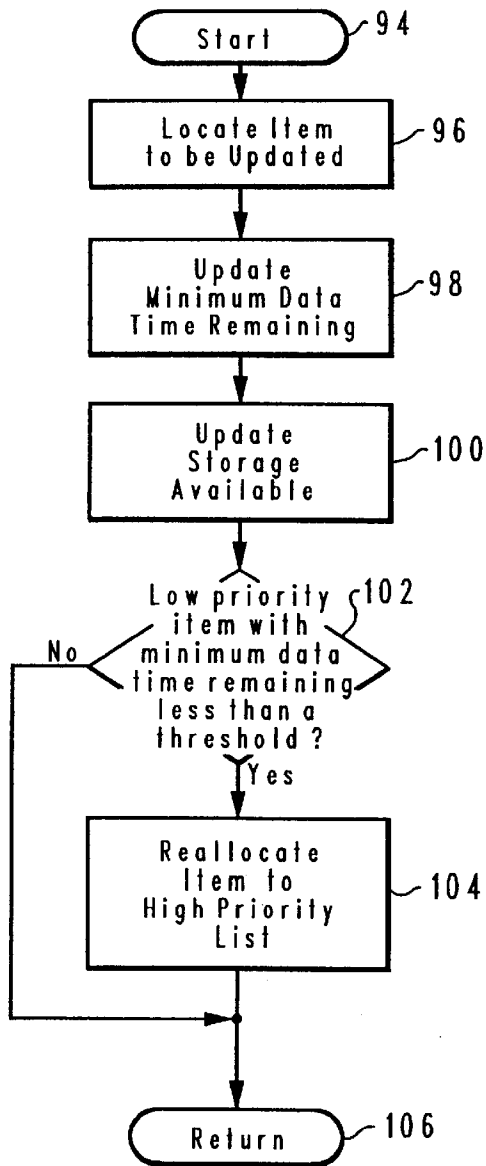 Start
94
Locate Item
to be Updated
96
Update
Minimum Data
Time Remaining
98
Update
Storage
Available
100
Low priority
item with
minimum data
time remaining
less than a
threshold ?
102
No
Yes
Reallocate
Item to
High Priority
List
104
Return
106